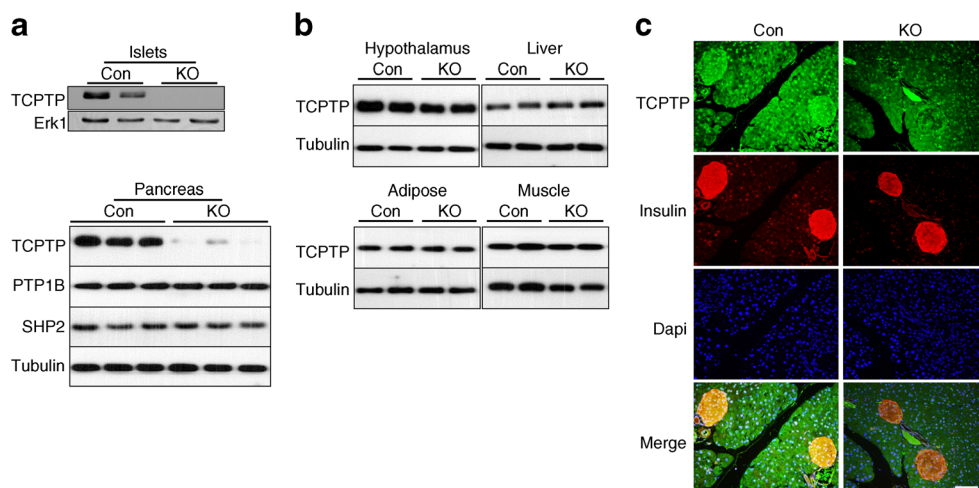 a
Islets
Con KO
TCPTP
Erk1
Pancreas
Con KO
TCPTP
PTP1B
SHP2
Tubulin
b
Hypothalamus Liver
Con KO Con KO
TCPTP
Tubulin
Adipose Muscle
Con KO Con KO
TCPTP
Tubulin
c
Con KO
TCPTP
Insulin
Dapi
Merge